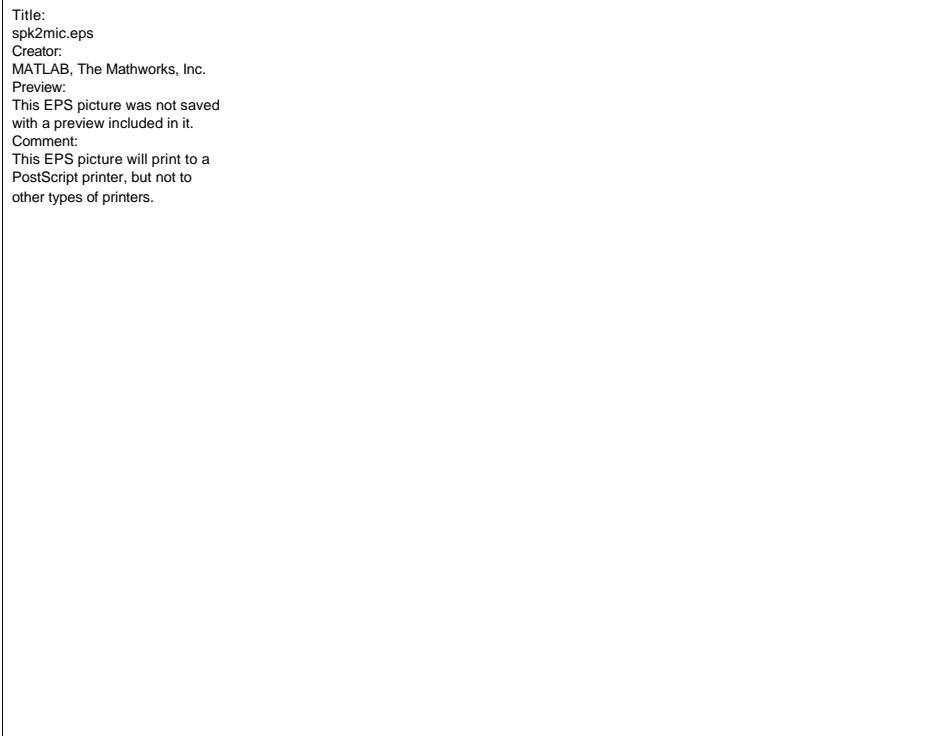 Title:
spk2mic.eps
Creator:
MATLAB, The Mathworks, Inc.
Preview:
This EPS picture was not saved
with a preview included in it.
Comment:
This EPS picture will print to a
PostScript printer, but not to
other types of printers.